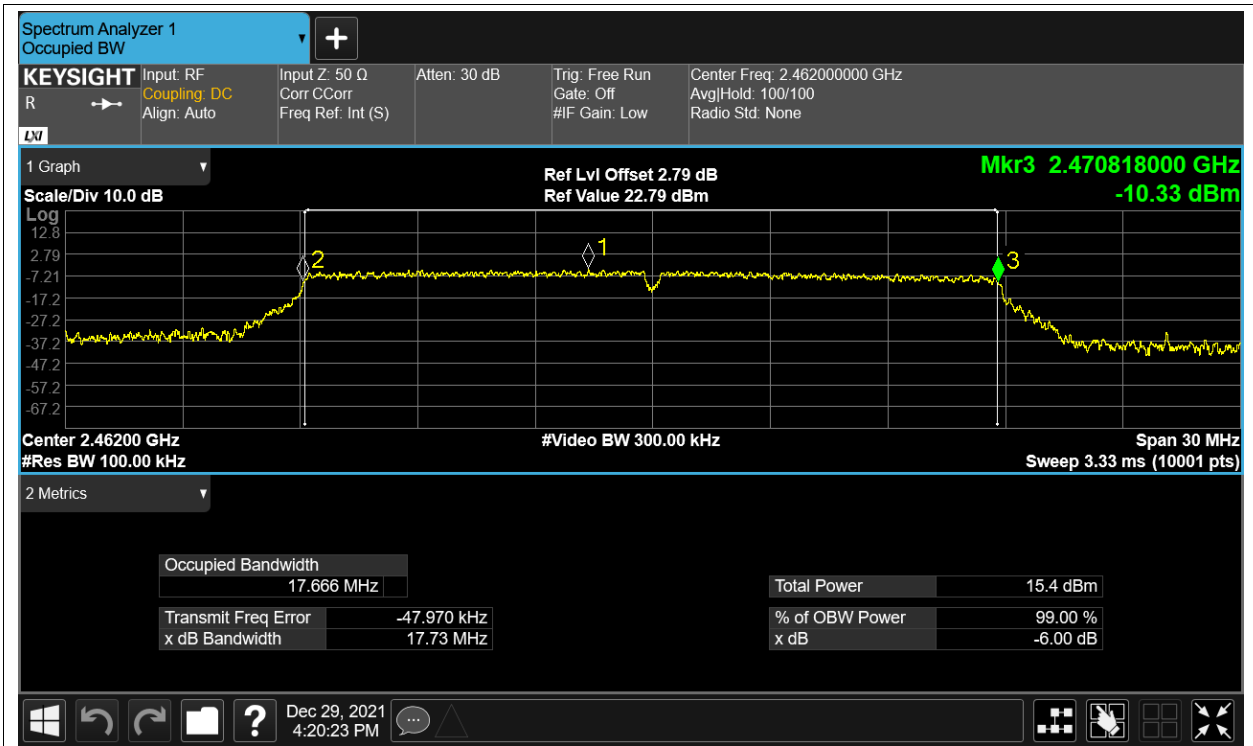 Spectrum Analyzer 1
Occupied BW
+
KEYSIGHT
R
LXI
Input: RF
Coupling: DC
Align: Auto
Input Z: 50 Ω
Corr CCorr
Freq Ref: Int (S)
Atten: 30 dB
Trig: Free Run
Gate: Off
#IF Gain: Low
Center Freq: 2.462000000 GHz
Avg|Hold: 100/100
Radio Std: None
1 Graph
Scale/Div 10.0 dB
Ref Lvl Offset 2.79 dB
Ref Value 22.79 dBm
Mkr3 2.470818000 GHz
-10.33 dBm
Log
12.8
2.79
-7.21
-17.2
-27.2
-37.2
-47.2
-57.2
-67.2
2
1
3
Center 2.46200 GHz
#Res BW 100.00 kHz
#Video BW 300.00 kHz
Span 30 MHz
Sweep 3.33 ms (10001 pts)
2 Metrics
Occupied Bandwidth
17.666 MHz
Transmit Freq Error -47.970 kHz
x dB Bandwidth 17.73 MHz
Total Power 15.4 dBm
% of OBW Power 99.00 %
x dB -6.00 dB
?
Dec 29, 2021
4:20:23 PM